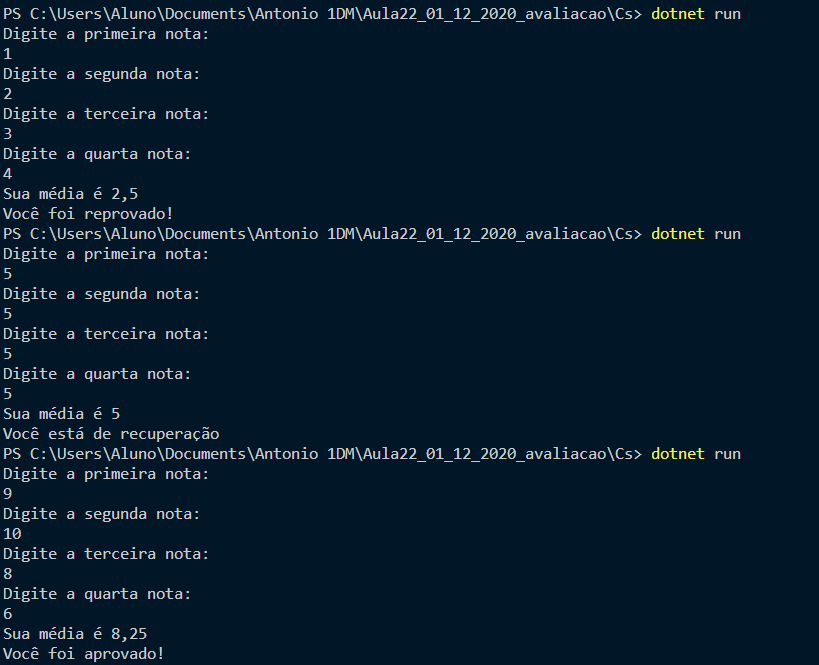 PS C:\Users\Aluno\Documents\Antonio 1DM\Aula22_01_12_2020_avaliacao\Cs> dotnet run
Digite a primeira nota:
1
Digite a segunda nota:
2
Digite a terceira nota:
3
Digite a quarta nota:
4
Sua média é 2,5
Você foi reprovado!
PS C:\Users\Aluno\Documents\Antonio 1DM\Aula22_01_12_2020_avaliacao\Cs> dotnet run
Digite a primeira nota:
5
Digite a segunda nota:
5
Digite a terceira nota:
5
Digite a quarta nota:
5
Sua média é 5
Você está de recuperação
PS C:\Users\Aluno\Documents\Antonio 1DM\Aula22_01_12_2020_avaliacao\Cs> dotnet run
Digite a primeira nota:
9
Digite a segunda nota:
10
Digite a terceira nota:
8
Digite a quarta nota:
6
Sua média é 8,25
Você foi aprovado!